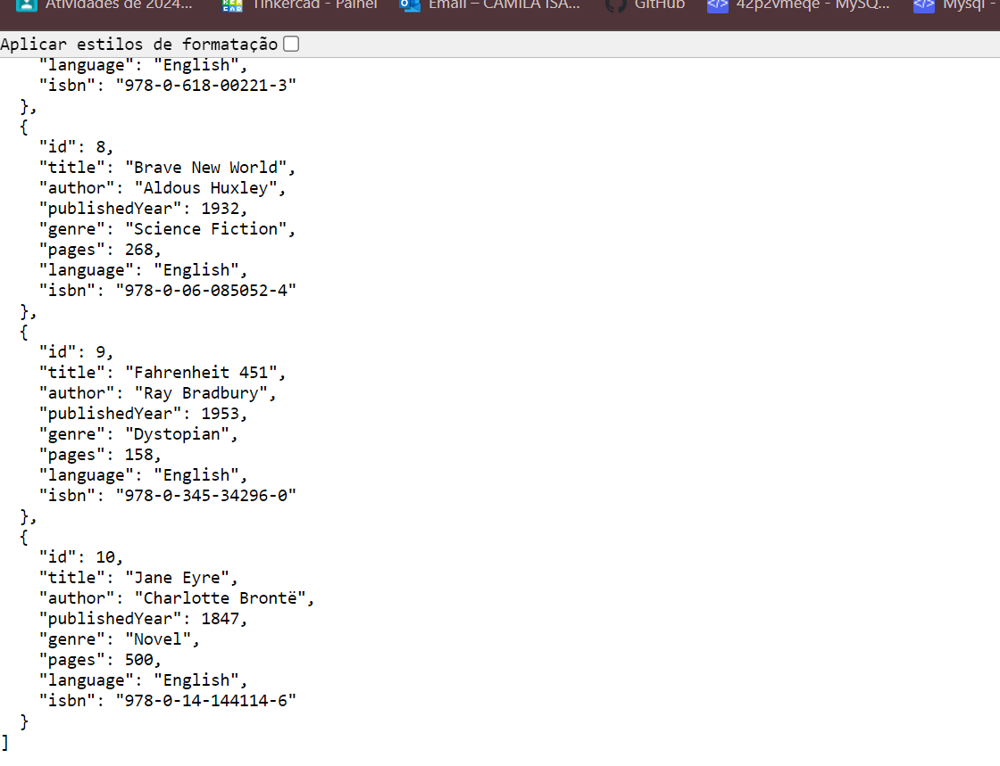 Atividades de 2024... Tinkercad - Painel Email – CAMILA ISA... GitHub 42p2vmeqe - MySQ... Mysql -
Aplicar estilos de formatação
"language": "English",
"isbn": "978-0-618-00221-3"
},
{
"id": 8,
"title": "Brave New World",
"author": "Aldous Huxley",
"publishedYear": 1932,
"genre": "Science Fiction",
"pages": 268,
"language": "English",
"isbn": "978-0-06-085052-4"
},
{
"id": 9,
"title": "Fahrenheit 451",
"author": "Ray Bradbury",
"publishedYear": 1953,
"genre": "Dystopian",
"pages": 158,
"language": "English",
"isbn": "978-0-345-34296-0"
},
{
"id": 10,
"title": "Jane Eyre",
"author": "Charlotte Brontë",
"publishedYear": 1847,
"genre": "Novel",
"pages": 500,
"language": "English",
"isbn": "978-0-14-144114-6"
}
]